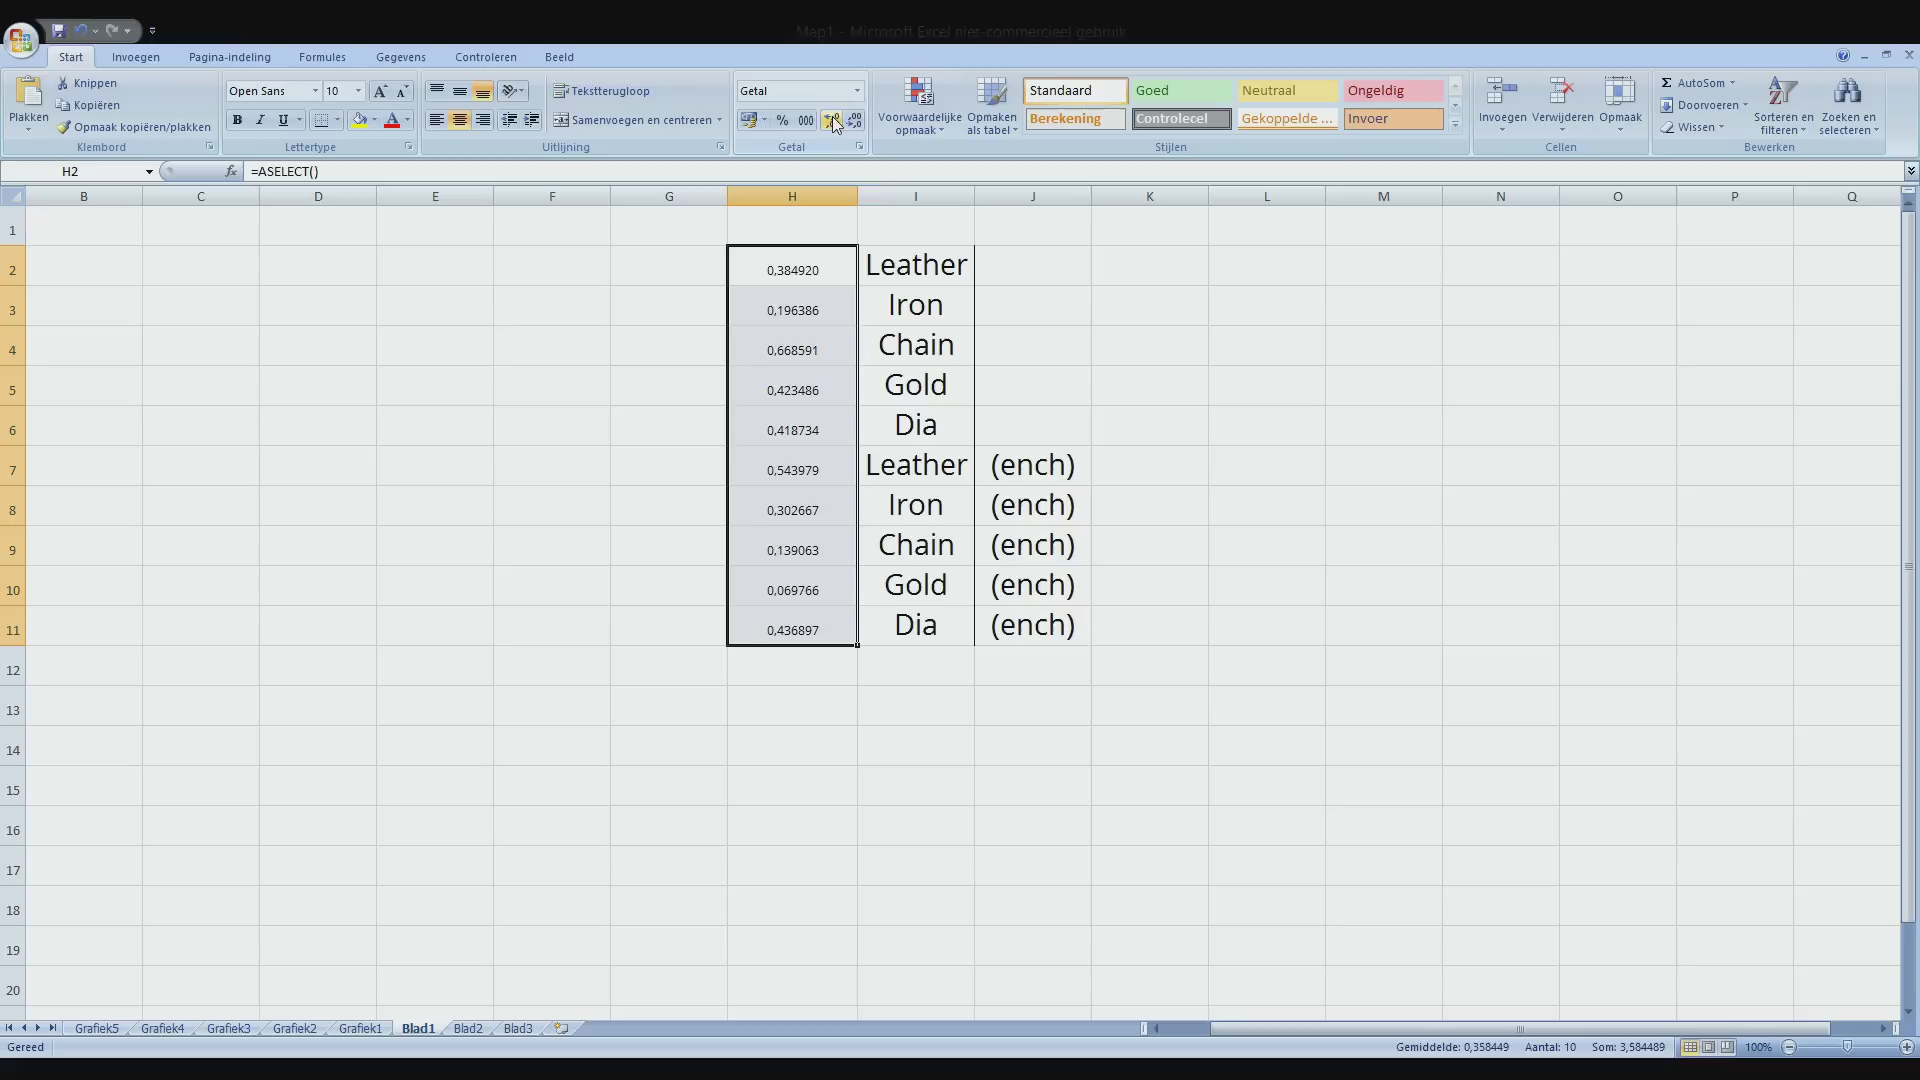 Map1 - Microsoft Excel niet-commercieel gebruik
Start Invoegen Pagina-indeling Formules Gegevens Controleren Beeld
Plakken
Knippen
Kopiëren
Opmaak kopiëren/plakken
Klembord
Open Sans 10
B I U
Lettertype
Tekstterugloop
Samenvoegen en centreren
Uitlijning
Getal
% 000
Getal
Voorwaardelijke opmaak
Opmaken als tabel
Standaard Goed Neutraal Ongeldig
Berekening Controlecel Gekoppelde ... Invoer
Stijlen
Invoegen Verwijderen Opmaak
Cellen
Σ AutoSom
Doorvoeren
Wissen
Sorteren en filteren
Zoeken en selecteren
Bewerken
H2 fx =ASELECT()
B C D E F G H I J K L M N O P Q
1
2 0,384920 Leather
3 0,196386 Iron
4 0,668591 Chain
5 0,423486 Gold
6 0,418734 Dia
7 0,543979 Leather (ench)
8 0,302667 Iron (ench)
9 0,139063 Chain (ench)
10 0,069766 Gold (ench)
11 0,436897 Dia (ench)
12
13
14
15
16
17
18
19
20
Grafiek5 Grafiek4 Grafiek3 Grafiek2 Grafiek1 Blad1 Blad2 Blad3
Gereed Gemiddelde: 0,358449 Aantal: 10 Som: 3,584489 100%